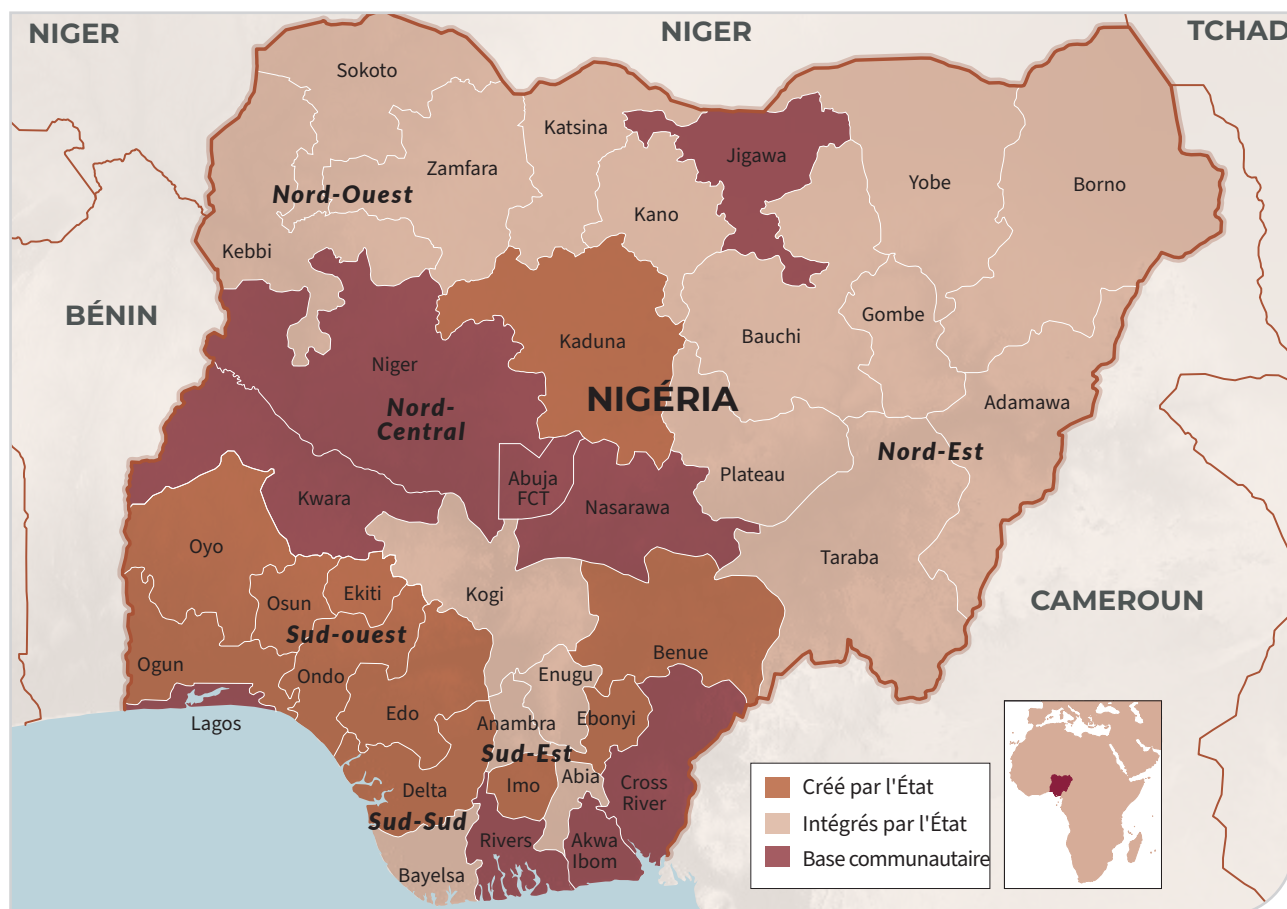 NIGER
NIGER
TCHAD
Sokoto
Katsina
Jigawa
Zamfara
Yobe
Borno
Nord-Ouest
Kano
Kebbi
BÉNIN
Gombe
Kaduna
Bauchi
Niger
NIGÉRIA
Adamawa
Nord-
Central
Nord-Est
Plateau
Abuja
FCT
Kwara
Nasarawa
Oyo
Taraba
Kogi
Ekiti
Osun
CAMEROUN
Sud-ouest
Benue
Ogun
Ondo
Enugu
Edo
Anambra
Ebonyi
Lagos
Sud-Est
Abia
Imo
Cross
River
Delta
Sud-Sud
Rivers
Akwa
Ibom
Bayelsa
Créé par l'État
Intégrés par l'État
Base communautaire